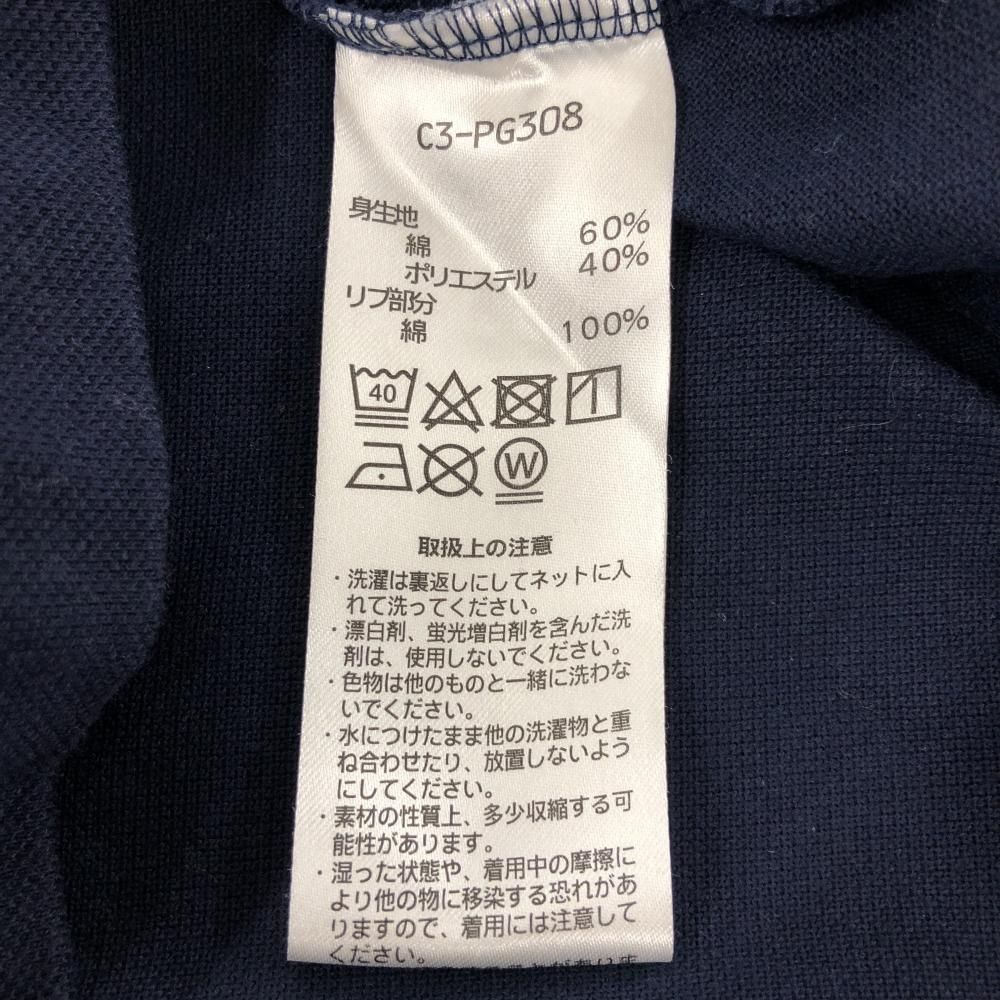 C3-PG308
身生地
綿 60%
ポリエステル 40%
リブ部分
綿 100%
40
W
取扱上の注意
・洗濯は裏返しにしてネットに入
れて洗ってください。
・漂白剤、蛍光増白剤を含んだ洗
剤は、使用しないでください。
・色物は他のものと一緒に洗わな
いでください。
・水につけたまま他の洗濯物と重
ね合わせたり、放置しないよう
にしてください。
・素材の性質上、多少収縮する可
能性があります。
・湿った状態や、着用中の摩擦に
より他の物に移染する恐れがあ
りますので、着用には注意して
ください。